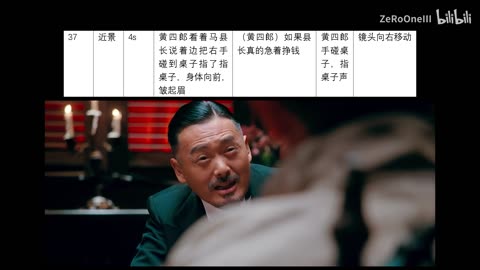 ZeRoOneIII bilibili
37 近景 4s 黄四郎看着马县 （黄四郎）如果县 黄四郎 镜头向右移动
长说着边把右手 长真的急着挣钱 手碰桌
碰到桌子指了指 子，指
桌子，身体向前， 桌子声
皱起眉